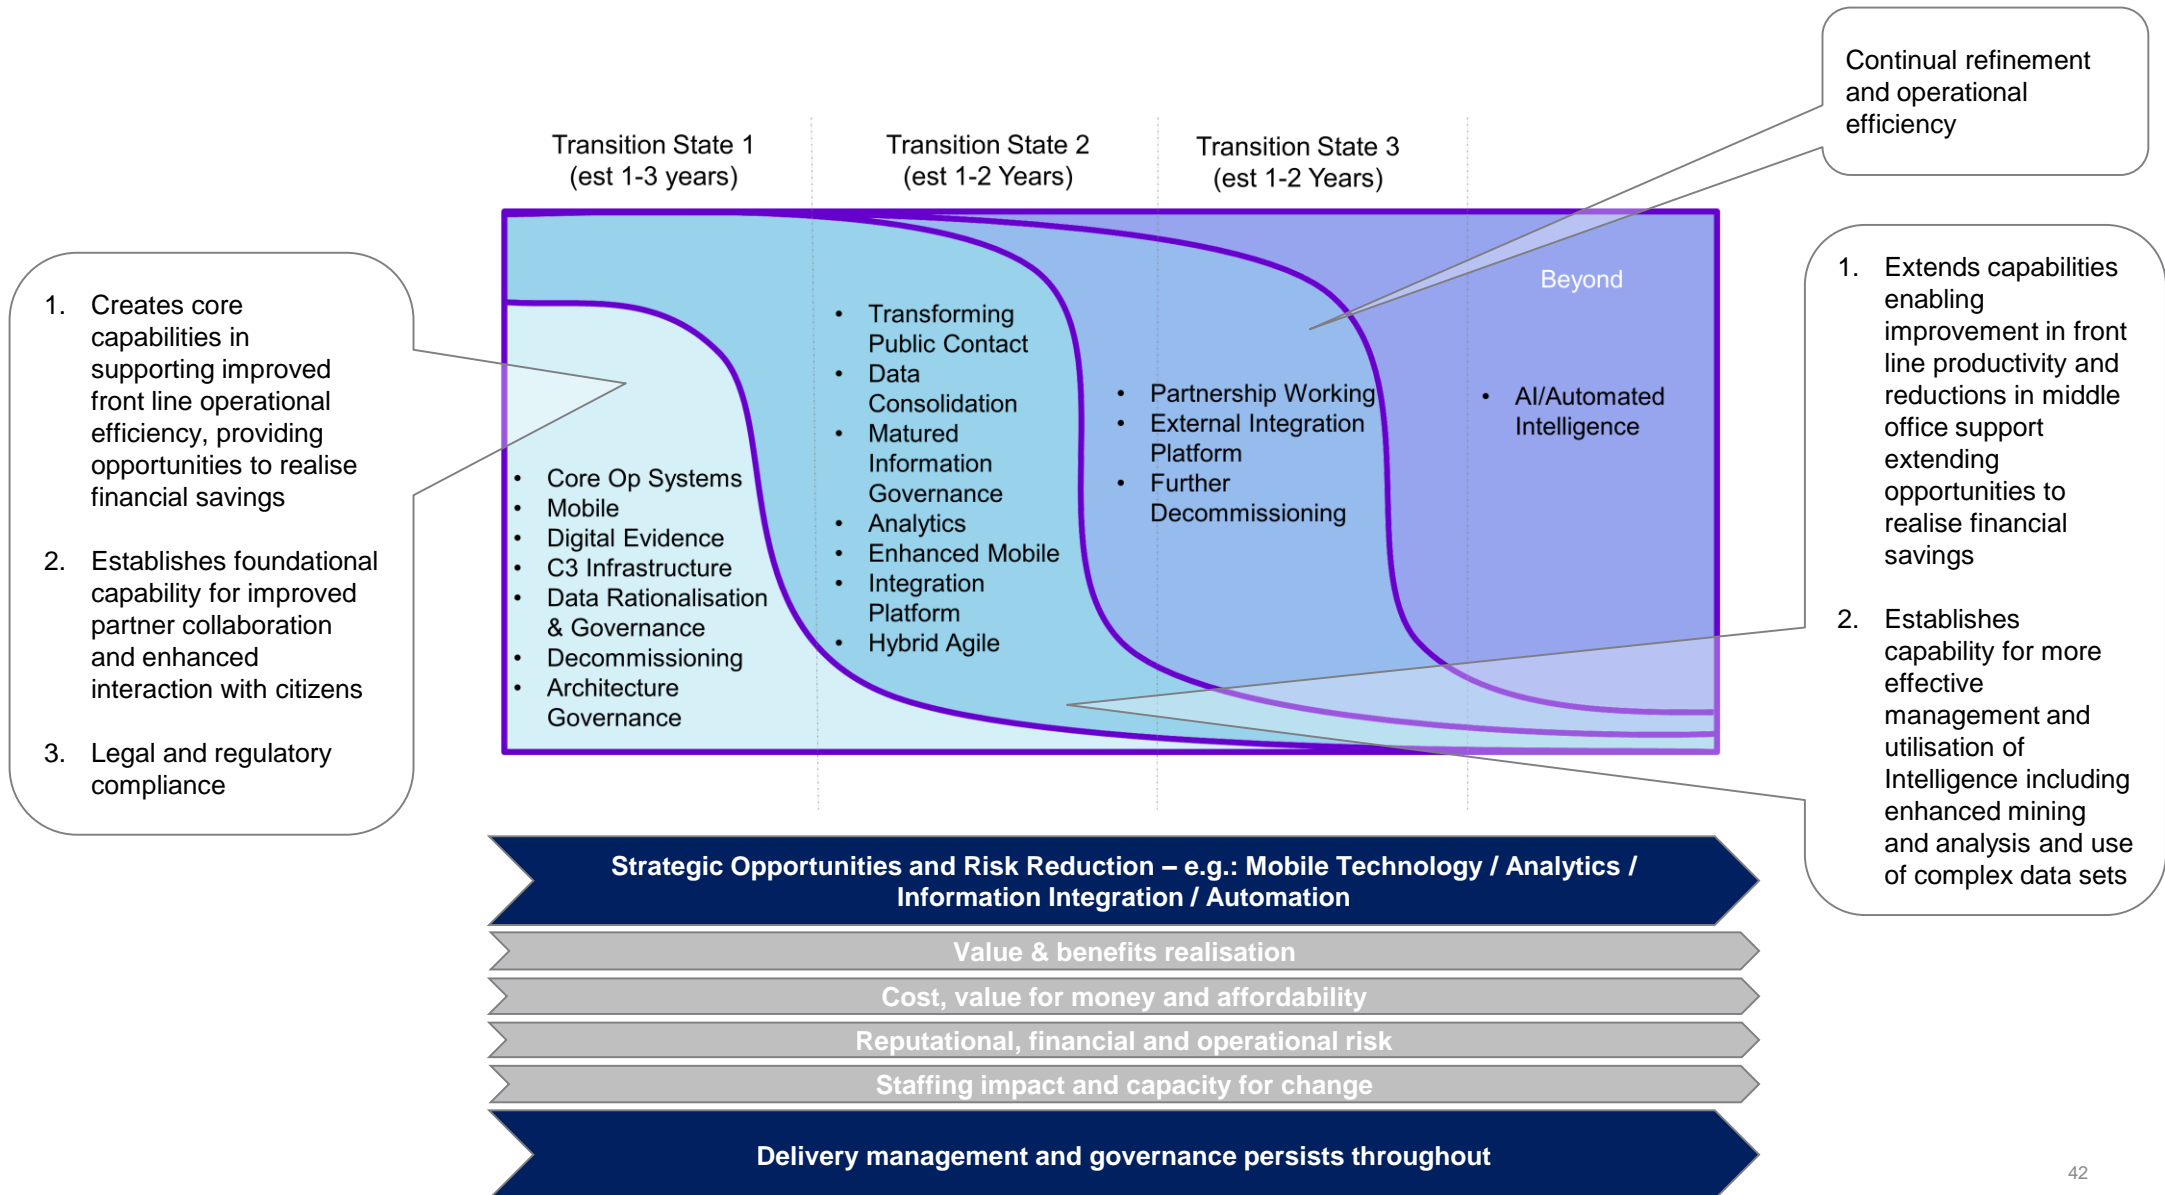 Continual refinement
and operational
efficiency
Transition State 1
(est 1-3 years)
Transition State 2
(est 1-2 Years)
Transition State 3
(est 1-2 Years)
1. Creates core
capabilities in
supporting improved
front line operational
efficiency, providing
opportunities to realise
financial savings
2. Establishes foundational
capability for improved
partner collaboration
and enhanced
interaction with citizens
3. Legal and regulatory
compliance
• Core Op Systems
• Mobile
• Digital Evidence
• C3 Infrastructure
• Data Rationalisation
& Governance
• Decommissioning
• Architecture
Governance
• Transforming
Public Contact
• Data
Consolidation
• Matured
Information
Governance
• Analytics
• Enhanced Mobile
• Integration
Platform
• Hybrid Agile
• Partnership Working
• External Integration
Platform
• Further
Decommissioning
Beyond
• AI/Automated
Intelligence
1. Extends capabilities
enabling
improvement in front
line productivity and
reductions in middle
office support
extending
opportunities to
realise financial
savings
2. Establishes
capability for more
effective
management and
utilisation of
Intelligence including
enhanced mining
and analysis and use
of complex data sets
Strategic Opportunities and Risk Reduction – e.g.: Mobile Technology / Analytics /
Information Integration / Automation
Value & benefits realisation
Cost, value for money and affordability
Reputational, financial and operational risk
Staffing impact and capacity for change
Delivery management and governance persists throughout
42